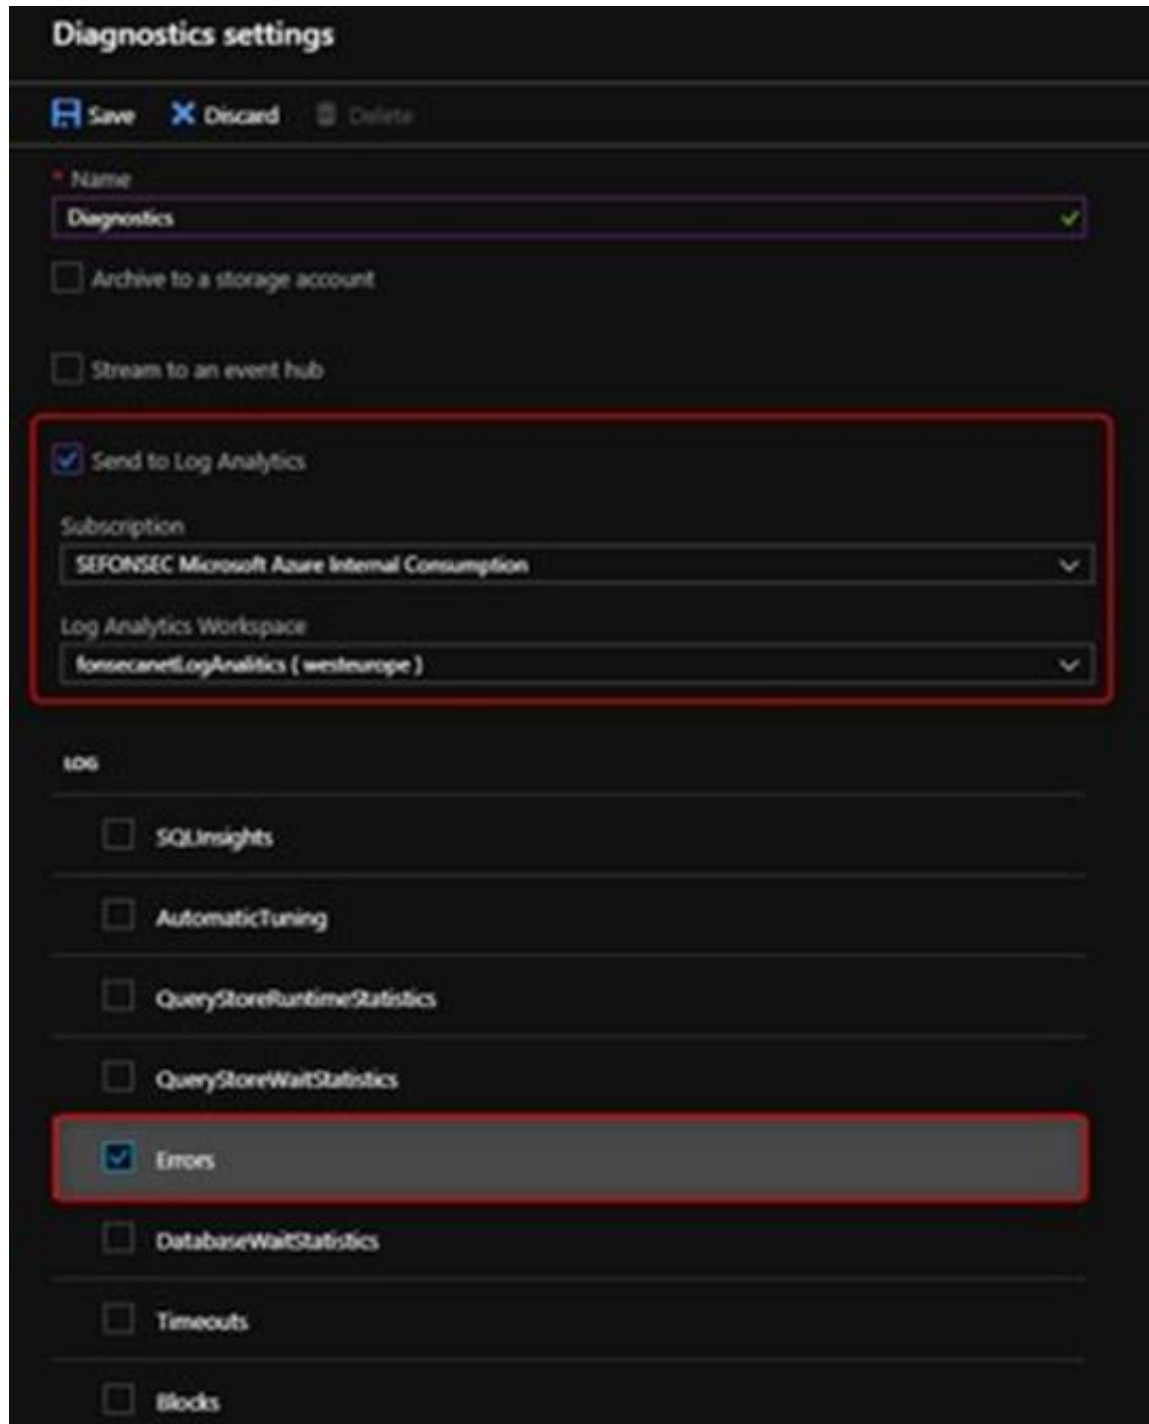 Diagnostics settings
Save Discard Delete
* Name
Diagnostics
Archive to a storage account
Stream to an event hub
Send to Log Analytics
Subscription
SEFONSEC Microsoft Azure Internal Consumption
Log Analytics Workspace
fonsecanetLogAnalitics ( westeurope )
LOG
SQLInsights
AutomaticTuning
QueryStoreRuntimeStatistics
QueryStoreWaitStatistics
Errors
DatabaseWaitStatistics
Timeouts
Blocks